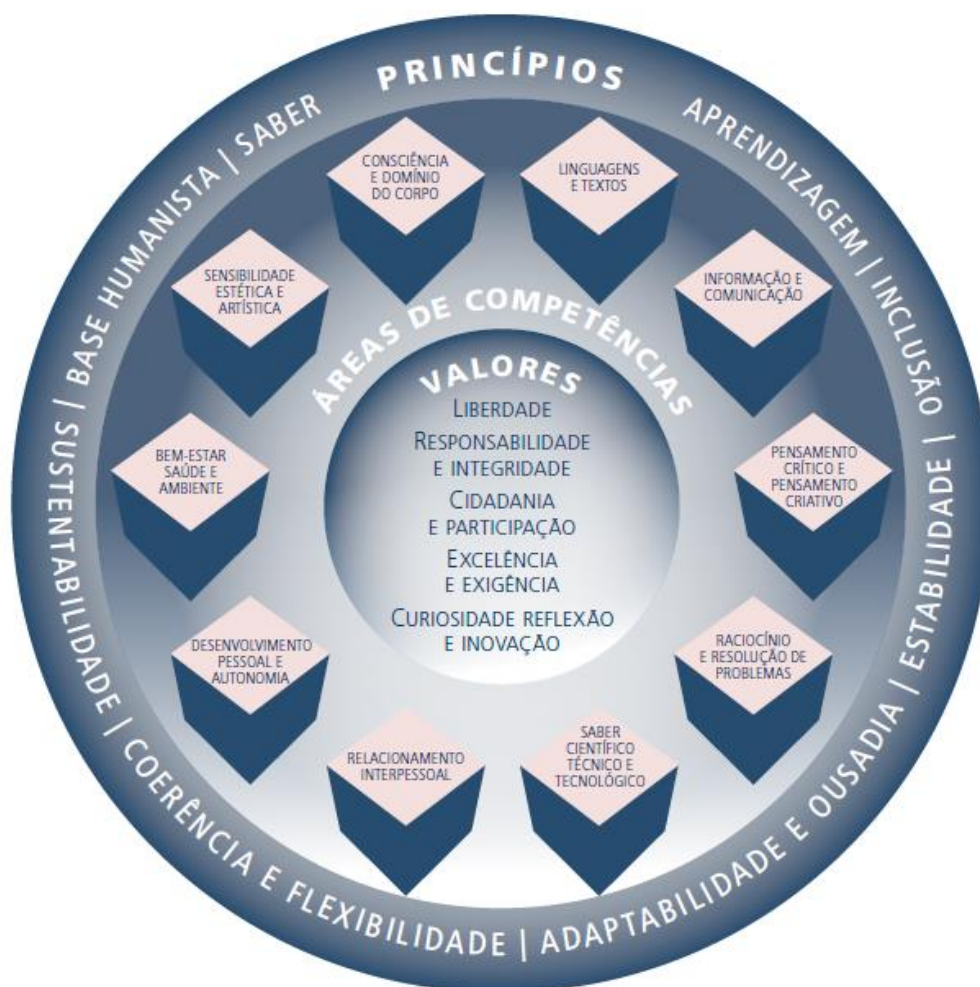 PRINCÍPIOS
APRENDIZAGEM | INCLUSÃO | ESTABILIDADE | ADAPTABILIDADE E OUSADIA | COERÊNCIA E FLEXIBILIDADE | SUSTENTABILIDADE | BASE HUMANISTA | SABER
ÁREAS DE COMPETÊNCIAS
LINGUAGENS
E TEXTOS
INFORMAÇÃO E
COMUNICAÇÃO
PENSAMENTO
CRÍTICO E
PENSAMENTO
CRIATIVO
RACIOCÍNIO
E RESOLUÇÃO DE
PROBLEMAS
SABER
CIENTÍFICO
TÉCNICO E
TECNOLÓGICO
RELACIONAMENTO
INTERPESSOAL
DESENVOLVIMENTO
PESSOAL E
AUTONOMIA
BEM-ESTAR
SAÚDE E
AMBIENTE
SENSIBILIDADE
ESTÉTICA E
ARTÍSTICA
CONSCIÊNCIA
E DOMÍNIO
DO CORPO
VALORES
LIBERDADE
RESPONSABILIDADE
E INTEGRIDADE
CIDADANIA
E PARTICIPAÇÃO
EXCELÊNCIA
E EXIGÊNCIA
CURIOSIDADE REFLEXÃO
E INOVAÇÃO